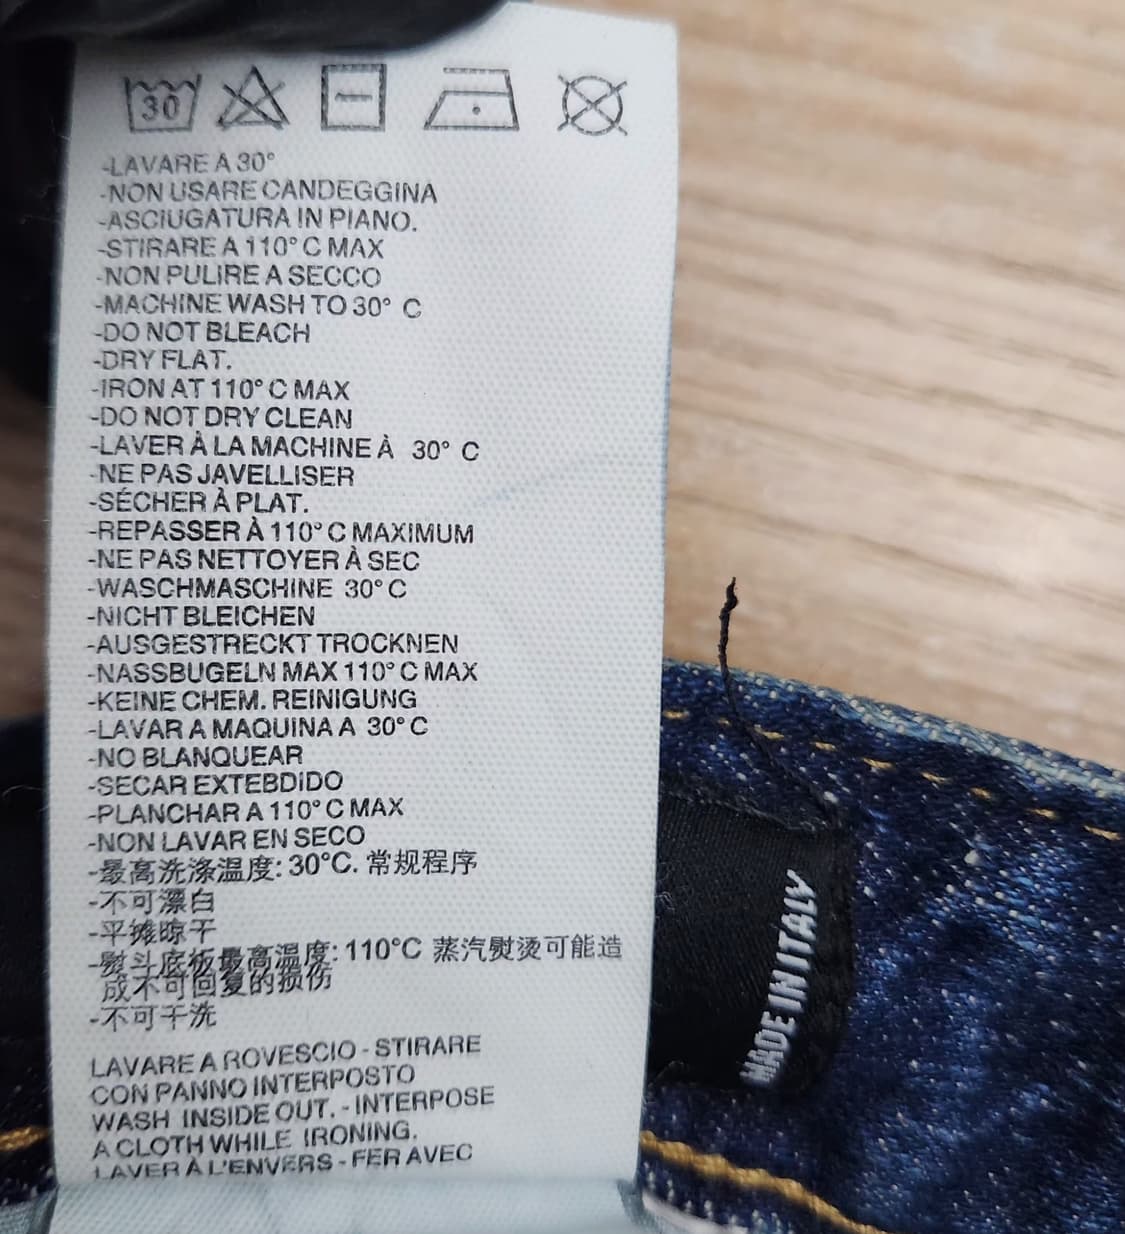 30
-LAVARE A 30°
-NON USARE CANDEGGINA
-ASCIUGATURA IN PIANO.
-STIRARE A 110° C MAX
-NON PULIRE A SECCO
-MACHINE WASH TO 30° C
-DO NOT BLEACH
-DRY FLAT.
-IRON AT 110° C MAX
-DO NOT DRY CLEAN
-LAVER À LA MACHINE À 30° C
-NE PAS JAVELLISER
-SÉCHER À PLAT.
-REPASSER À 110° C MAXIMUM
-NE PAS NETTOYER À SEC
-WASCHMASCHINE 30° C
-NICHT BLEICHEN
-AUSGESTRECKT TROCKNEN
-NASSBUGELN MAX 110° C MAX
-KEINE CHEM. REINIGUNG
-LAVAR A MAQUINA A 30° C
-NO BLANQUEAR
-SECAR EXTEBDIDO
-PLANCHAR A 110° C MAX
-NON LAVAR EN SECO
-最高洗涤温度: 30°C. 常规程序
-不可漂白
-平摊晾干
-熨斗底板最高温度: 110°C 蒸汽熨烫可能造
成不可回复的损伤
-不可干洗
LAVARE A ROVESCIO - STIRARE
CON PANNO INTERPOSTO
WASH INSIDE OUT. - INTERPOSE
A CLOTH WHILE IRONING.
LAVER À L'ENVERS - FER AVEC
MADE IN ITALY